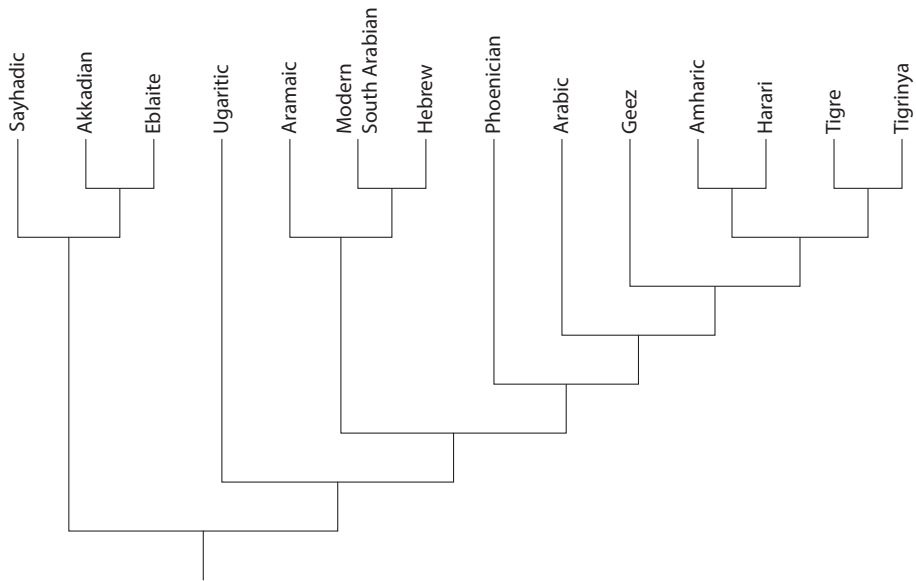 Sayhadic
Akkadian
Eblaite
Ugaritic
Aramaic
Modern
South Arabian
Hebrew
Phoenician
Arabic
Geez
Amharic
Harari
Tigre
Tigrinya